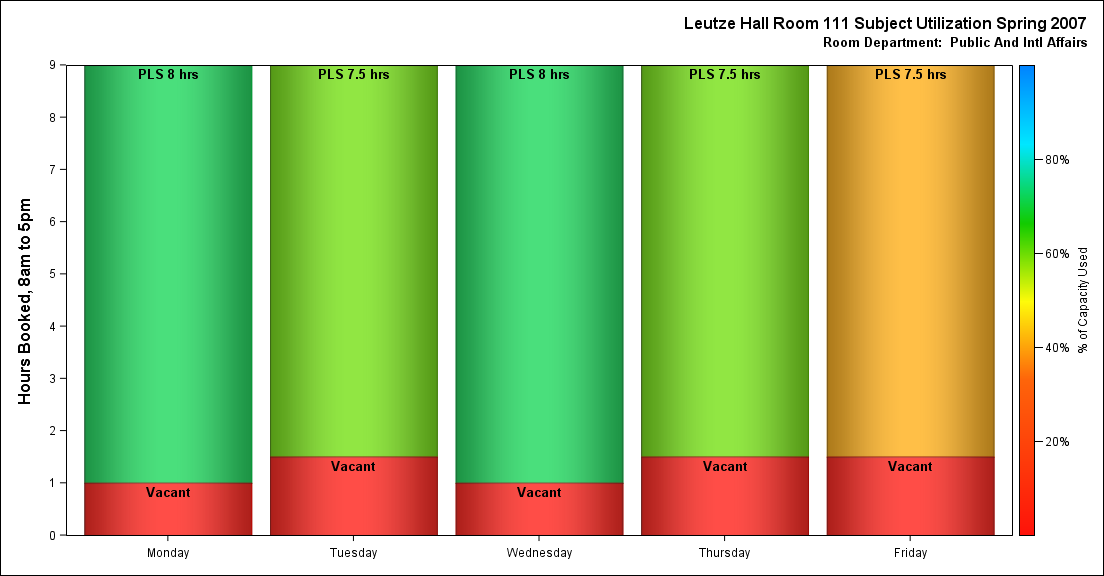 Leutze Hall Room 111 Subject Utilization Spring 2007
Room Department:  Public And Intl Affairs
Hours Booked, 8am to 5pm
9
8
7
6
5
4
3
2
1
0
PLS 8 hrs
PLS 7.5 hrs
PLS 8 hrs
PLS 7.5 hrs
PLS 7.5 hrs
Vacant
Vacant
Vacant
Vacant
Vacant
Monday
Tuesday
Wednesday
Thursday
Friday
80%
60%
40%
20%
% of Capacity Used